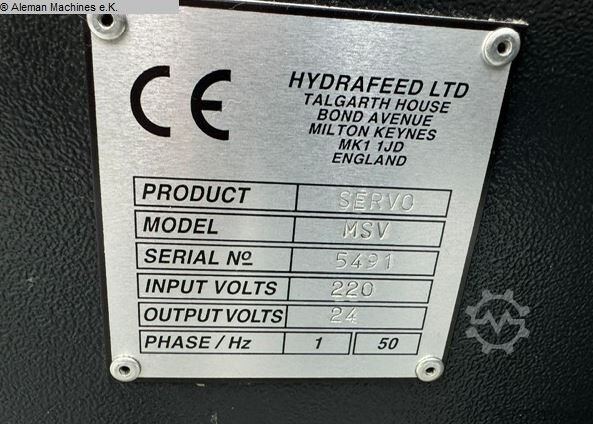 © Aleman Machines e.K.
CE
HYDRAFEED LTD
TALGARTH HOUSE
BOND AVENUE
MILTON KEYNES
MK1 1JD
ENGLAND
PRODUCT SERVO
MODEL MSV
SERIAL Nº 5491
INPUT VOLTS 220
OUTPUT VOLTS 24
PHASE / Hz 1 50